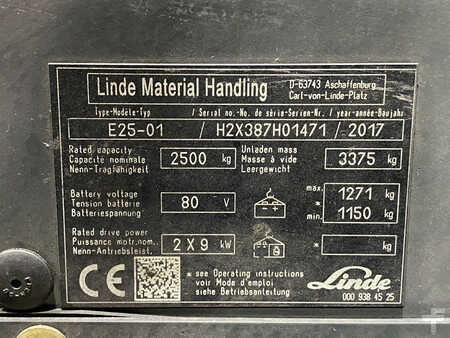 Linde Material Handling
D-63743 Aschaffenburg
Carl-von-Linde-Platz
Type-Modèle-Typ / Serial no.-No. de série-Serien-Nr. / year-année-Baujahr
E25-01 / H2X387H01471 / 2017
Rated capacity
Capacité nominale 2500 kg
Nenn-Tragfähigkeit
Unladen mass
Masse à vide 3375 kg
Leergewicht
Battery voltage
Tension batterie 80 V
Batteriespannung
max. 1271 kg
*
min. 1150 kg
Rated drive power
Puissance motr.nom. 2 X 9 kW
Nenn-Antriebsleist.
* kg
CE
* see Operating instructions
voir Mode d'emploi
siehe Betriebsanleitung
Linde
000 938 45 25